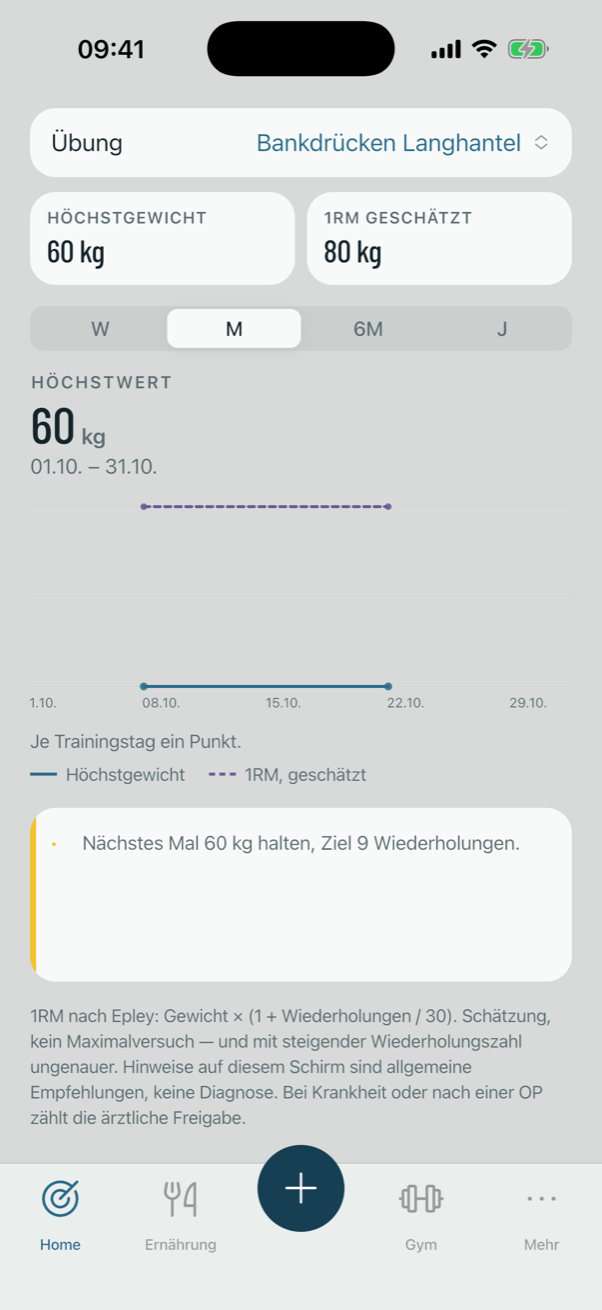 09:41
Übung
Bankdrücken Langhantel
HÖCHSTGEWICHT
60 kg
1RM GESCHÄTZT
80 kg
W
M
6M
J
HÖCHSTWERT
60 kg
01.10. – 31.10.
1.10.
08.10.
15.10.
22.10.
29.10.
Je Trainingstag ein Punkt.
Höchstgewicht
1RM, geschätzt
Nächstes Mal 60 kg halten, Ziel 9 Wiederholungen.
1RM nach Epley: Gewicht × (1 + Wiederholungen / 30). Schätzung,
kein Maximalversuch — und mit steigender Wiederholungszahl
ungenauer. Hinweise auf diesem Schirm sind allgemeine
Empfehlungen, keine Diagnose. Bei Krankheit oder nach einer OP
zählt die ärztliche Freigabe.
Home
Ernährung
Gym
Mehr